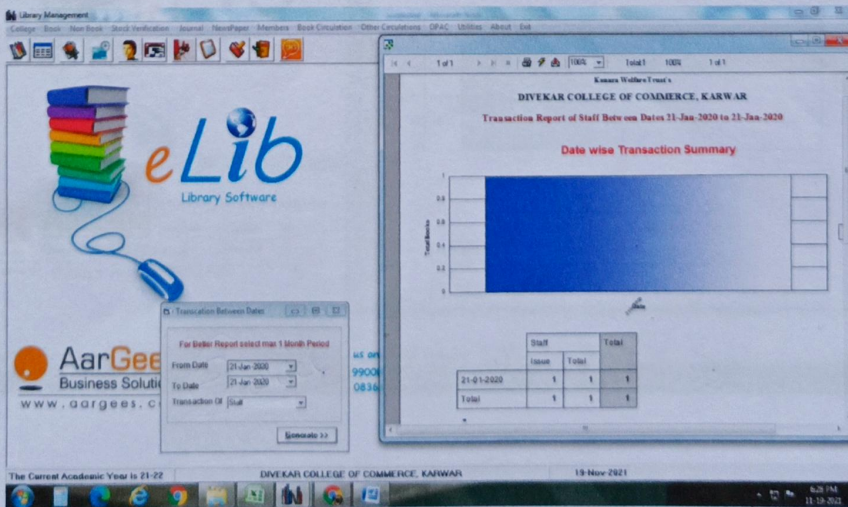 Library Management
College Book Non Book Stock Verification Journal NewsPaper Members Book Circulation Other Circulations OPAC Utilities About Exit
eLib
Library Software
AarGee
Business Soluti
www.aargees.c
us on
9900
0836
Transcation Between Dates
For Better Report select max 1 Month Period
From Date 21-Jan-2020
To Date 21-Jan-2020
Transaction Of Staff
Generate >>
1 of 1 100% Total:1 100% 1 of 1
Kanara Welfare Trust's
DIVEKAR COLLEGE OF COMMERCE, KARWAR
Transaction Report of Staff Between Dates 21-Jan-2020 to 21-Jan-2020
Date wise Transaction Summary
Total Books
1
0.8
0.6
0.4
0.2
0
Date
Staff Total
Issue Total
21-01-2020 1 1 1
Total 1 1 1
The Current Academic Year is 21-22 DIVEKAR COLLEGE OF COMMERCE, KARWAR 19-Nov-2021
6:28 PM
11-19-2021